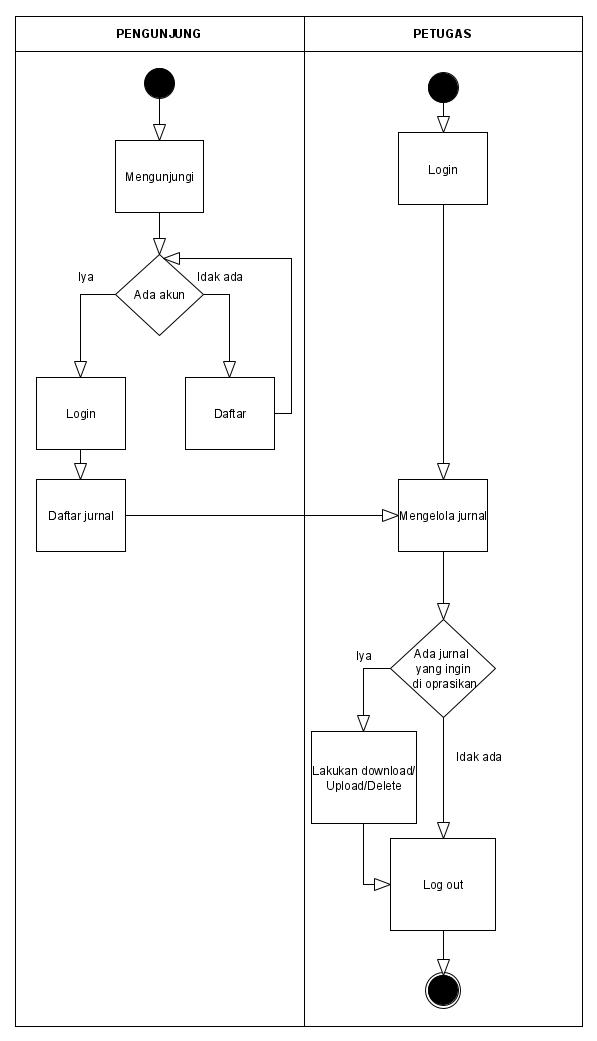 PENGUNJUNG
PETUGAS
Mengunjungi
Login
Iya
Idak ada
Ada akun
Login
Daftar
Daftar jurnal
Mengelola jurnal
Ada jurnal
yang ingin
di oprasikan
Iya
Idak ada
Lakukan download/
Upload/Delete
Log out